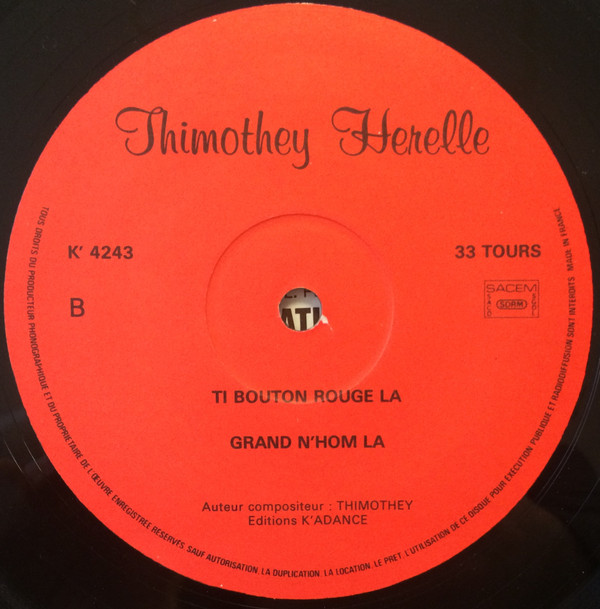 Thimothey Herelle
K' 4243
33 TOURS
B
SACEM
SDRM
TI BOUTON ROUGE LA
GRAND N'HOM LA
Auteur compositeur : THIMOTHEY
Editions K'ADANCE
TOUS DROITS DU PRODUCTEUR PHONOGRAPHIQUE ET DU PROPRIETAIRE DE L'ŒUVRE ENREGISTREE RESERVES. SAUF AUTORISATION, LA DUPLICATION, LA LOCATION, LE PRET, L'UTILISATION DE CE DISQUE POUR EXECUTION PUBLIQUE ET RADIODIFFUSION SONT INTERDITS. MADE IN FRANCE